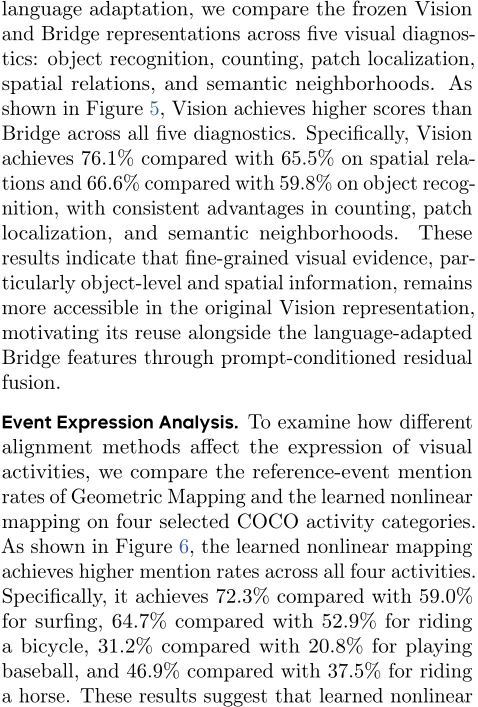 language adaptation, we compare the frozen Vision
and Bridge representations across five visual diagnos-
tics: object recognition, counting, patch localization,
spatial relations, and semantic neighborhoods. As
shown in Figure 5, Vision achieves higher scores than
Bridge across all five diagnostics. Specifically, Vision
achieves 76.1% compared with 65.5% on spatial rela-
tions and 66.6% compared with 59.8% on object recog-
nition, with consistent advantages in counting, patch
localization, and semantic neighborhoods. These
results indicate that fine-grained visual evidence, par-
ticularly object-level and spatial information, remains
more accessible in the original Vision representation,
motivating its reuse alongside the language-adapted
Bridge features through prompt-conditioned residual
fusion.
Event Expression Analysis. To examine how different
alignment methods affect the expression of visual
activities, we compare the reference-event mention
rates of Geometric Mapping and the learned nonlinear
mapping on four selected COCO activity categories.
As shown in Figure 6, the learned nonlinear mapping
achieves higher mention rates across all four activities.
Specifically, it achieves 72.3% compared with 59.0%
for surfing, 64.7% compared with 52.9% for riding
a bicycle, 31.2% compared with 20.8% for playing
baseball, and 46.9% compared with 37.5% for riding
a horse. These results suggest that learned nonlinear